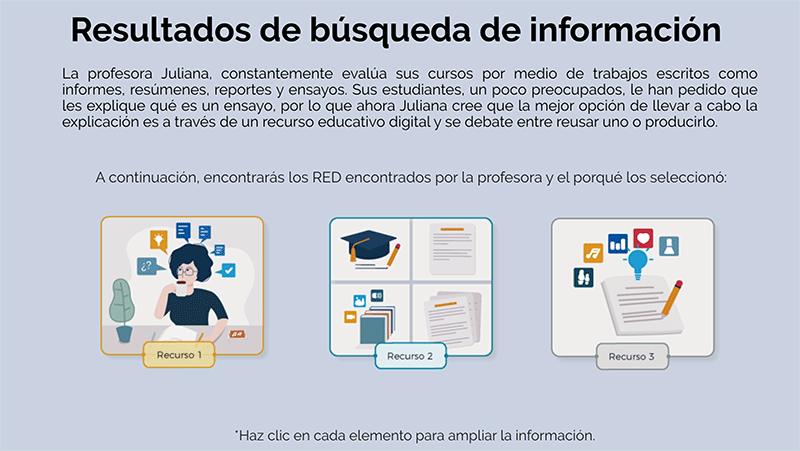 Resultados de búsqueda de información
La profesora Juliana, constantemente evalúa sus cursos por medio de trabajos escritos como
informes, resúmenes, reportes y ensayos. Sus estudiantes, un poco preocupados, le han pedido que
les explique qué es un ensayo, por lo que ahora Juliana cree que la mejor opción de llevar a cabo la
explicación es a través de un recurso educativo digital y se debate entre reusar uno o producirlo.
A continuación, encontrarás los RED encontrados por la profesora y el porqué los seleccionó:
¿?
Recurso 1
Recurso 2
Recurso 3
*Haz clic en cada elemento para ampliar la información.